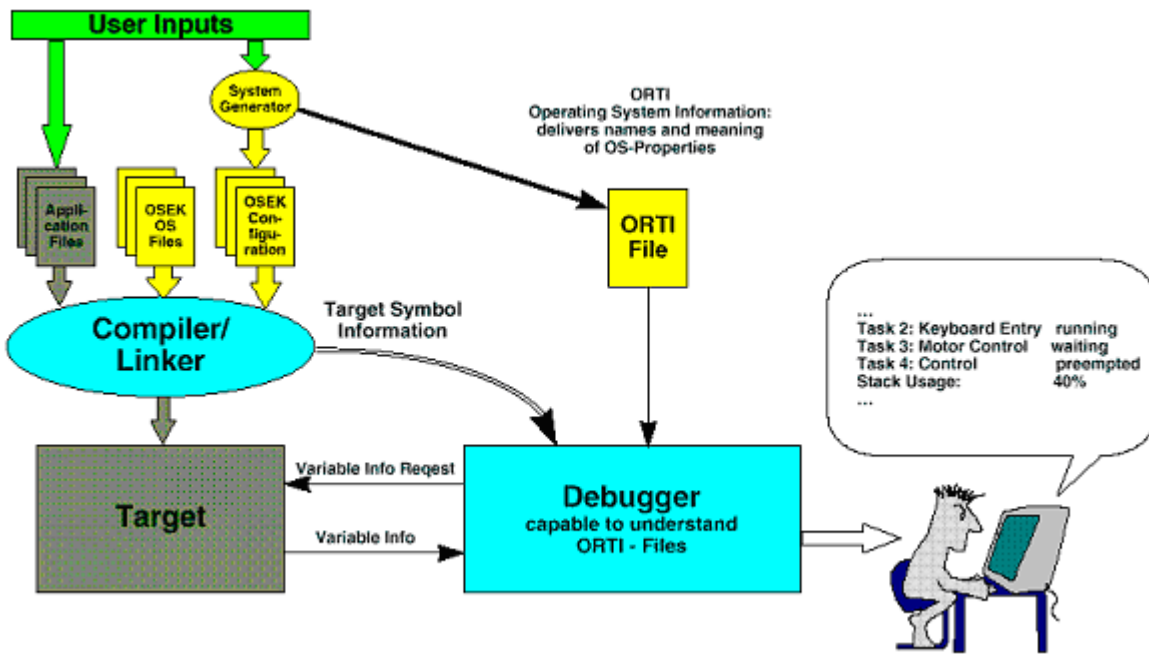 User Inputs
System
Generator
ORTI
Operating System Information:
delivers names and meaning
of OS-Properties
Appli-
cation
Files
OSEK
OS
Files
OSEK
Con-
figu-
ration
ORTI
File
Compiler/
Linker
Target Symbol
Information
...
Task 2: Keyboard Entry running
Task 3: Motor Control waiting
Task 4: Control preempted
Stack Usage: 40%
...
Target
Variable Info Reqest
Variable Info
Debugger
capable to understand
ORTI - Files